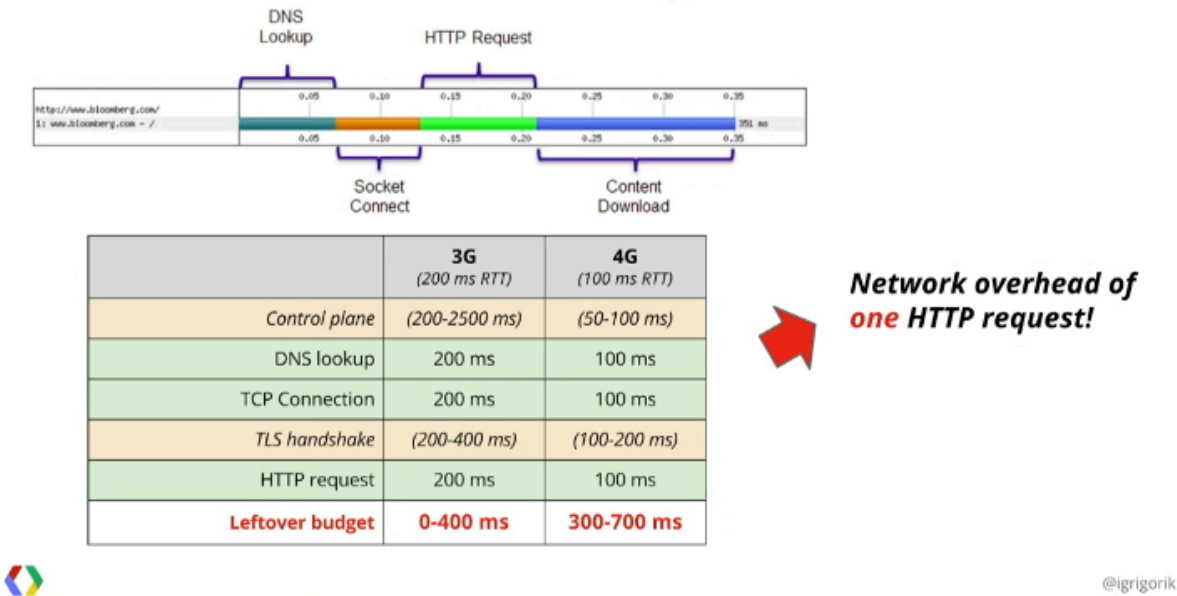 DNS
Lookup
HTTP Request
0.05 0.10 0.15 0.20 0.25 0.30 0.35
http://www.bloomberg.com/
1: www.bloomberg.com - / 351 ms
0.05 0.10 0.15 0.20 0.25 0.30 0.35
Socket
Connect
Content
Download
3G 4G
(200 ms RTT) (100 ms RTT)
Control plane (200-2500 ms) (50-100 ms)
DNS lookup 200 ms 100 ms
TCP Connection 200 ms 100 ms
TLS handshake (200-400 ms) (100-200 ms)
HTTP request 200 ms 100 ms
Leftover budget 0-400 ms 300-700 ms
Network overhead of
one HTTP request!
@igrigorik